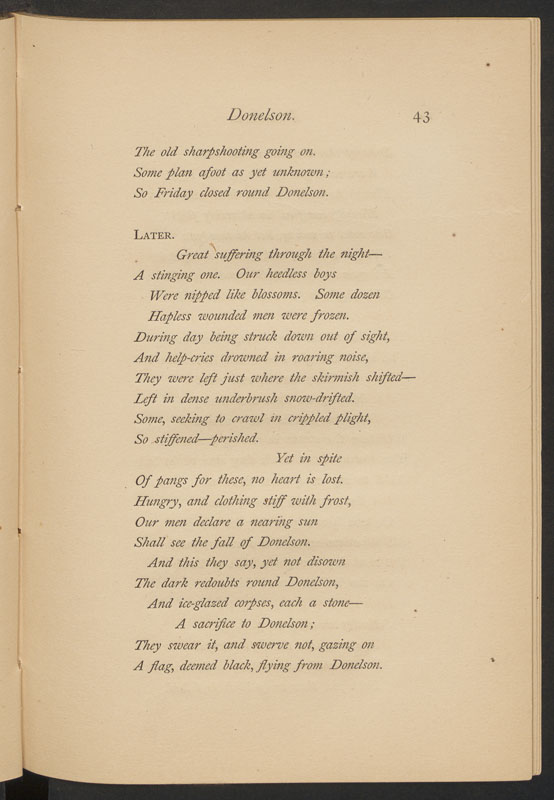 Donelson. 43
The old sharpshooting going on.
Some plan afoot as yet unknown;
So Friday closed round Donelson.
LATER.
Great suffering through the night—
A stinging one. Our heedless boys
Were nipped like blossoms. Some dozen
Hapless wounded men were frozen.
During day being struck down out of sight,
And help-cries drowned in roaring noise,
They were left just where the skirmish shifted—
Left in dense underbrush snow-drifted.
Some, seeking to crawl in crippled plight,
So stiffened—perished.
Yet in spite
Of pangs for these, no heart is lost.
Hungry, and clothing stiff with frost,
Our men declare a nearing sun
Shall see the fall of Donelson.
And this they say, yet not disown
The dark redoubts round Donelson,
And ice-glazed corpses, each a stone—
A sacrifice to Donelson;
They swear it, and swerve not, gazing on
A flag, deemed black, flying from Donelson.